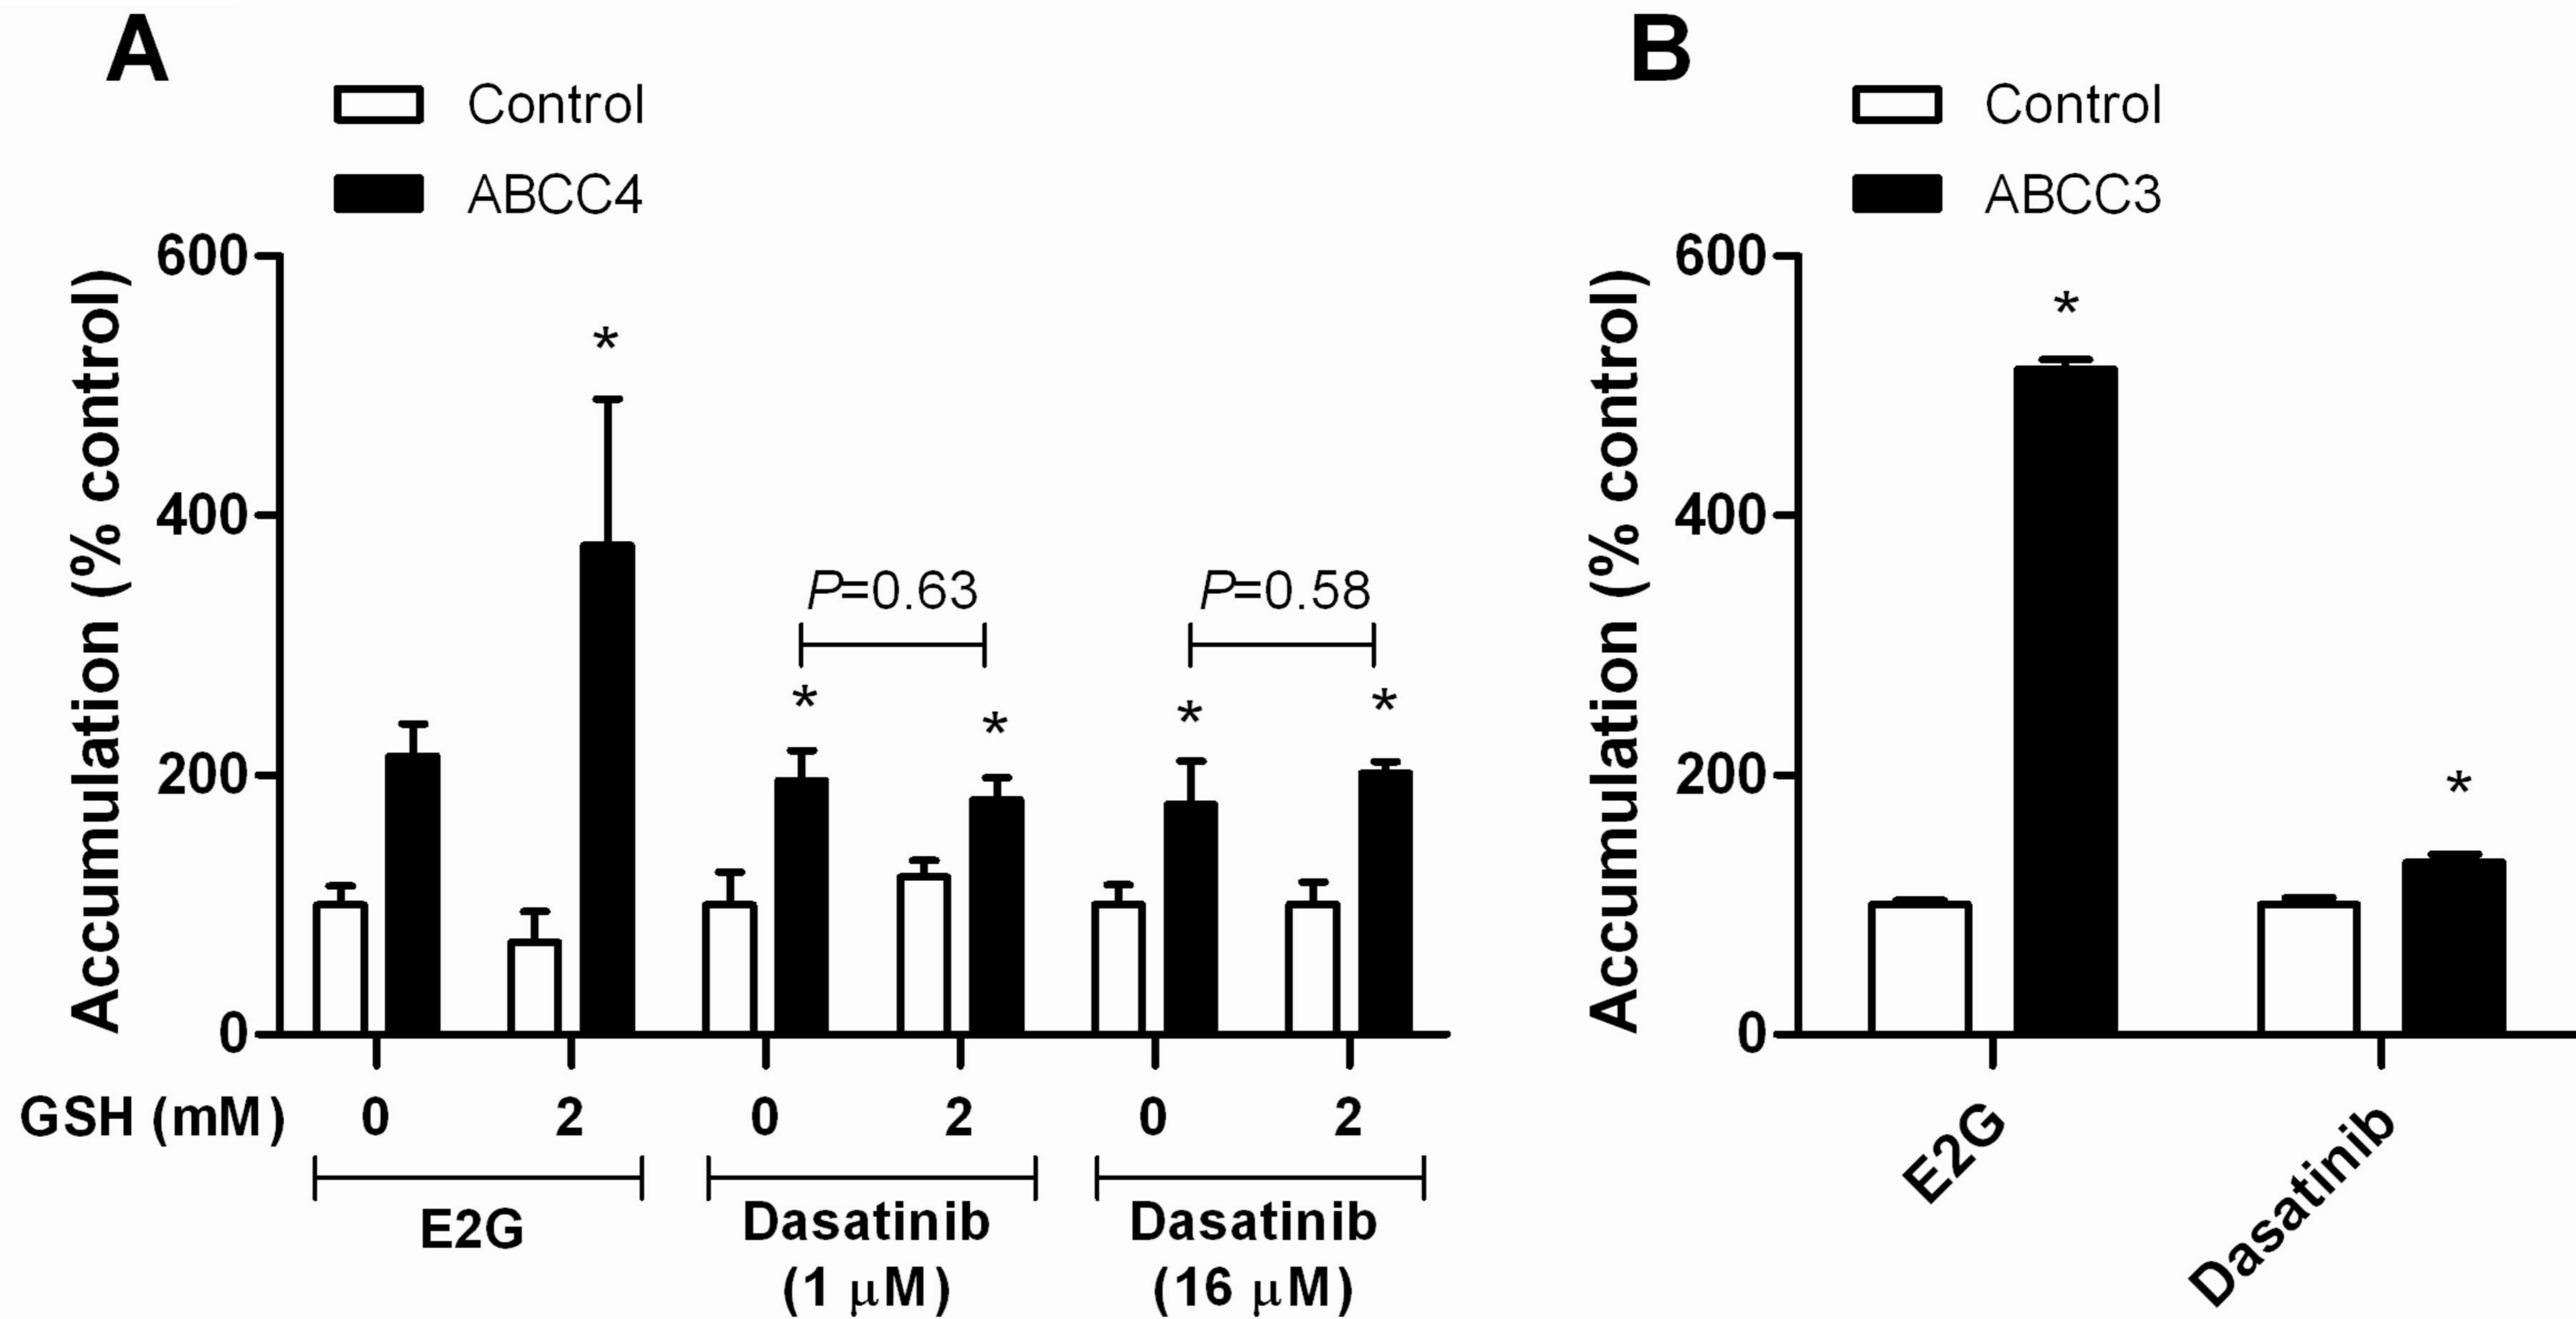 A
Control
ABCC4
Accumulation (% control)
600
400
200
0
*
P=0.63
P=0.58
*
*
*
*
GSH (mM)
0 2 0 2 0 2
E2G
Dasatinib
(1 μM)
Dasatinib
(16 μM)
B
Control
ABCC3
Accumulation (% control)
600
400
200
0
*
*
E2G
Dasatinib